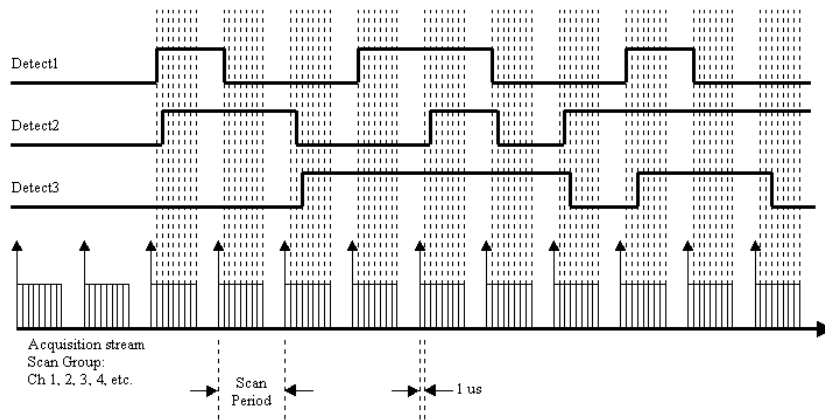 Detect1
Detect2
Detect3
Acquisition stream
Scan Group:
Ch 1, 2, 3, 4, etc.
Scan
Period
1 us